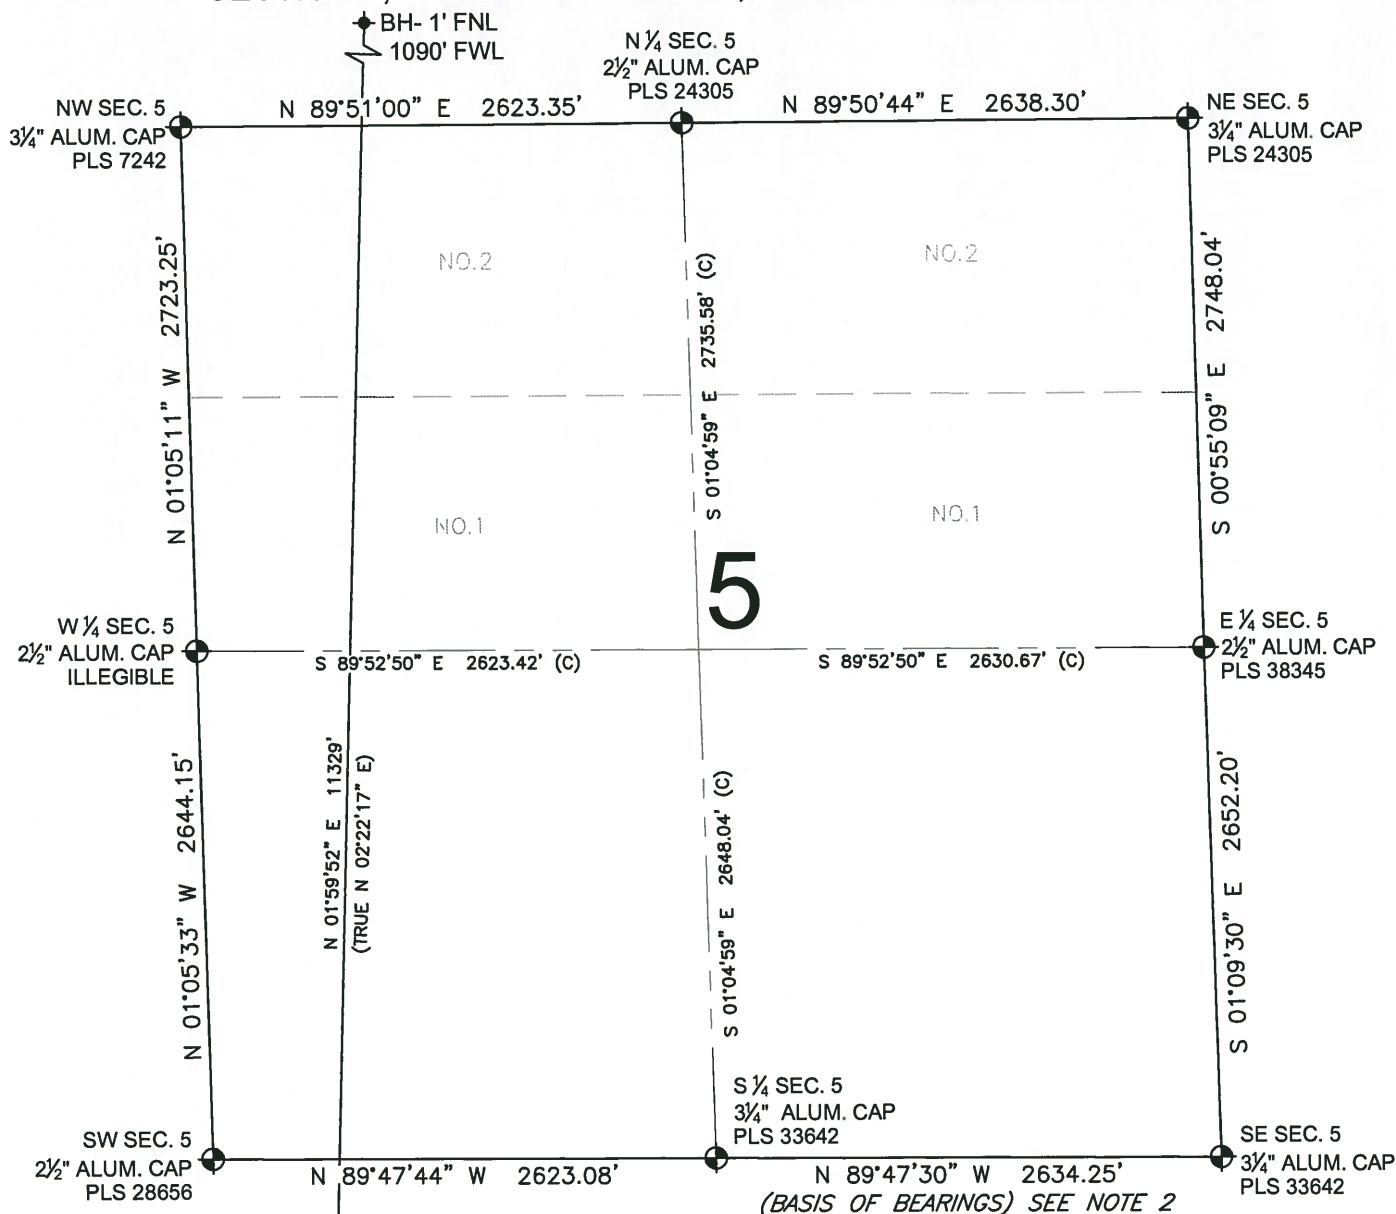 BH- 1' FNL
1090' FWL
N ¼ SEC. 5
2½" ALUM. CAP
PLS 24305
NW SEC. 5
3¼" ALUM. CAP
PLS 7242
N 89°51'00" E 2623.35'
N 89°50'44" E 2638.30'
NE SEC. 5
3¼" ALUM. CAP
PLS 24305
N 01°05'11" W 2723.25'
NO.2
S 01°04'59" E 2735.58' (C)
NO.2
S 00°55'09" E 2748.04'
NO.1
NO.1
5
W ¼ SEC. 5
2½" ALUM. CAP
ILLEGIBLE
S 89°52'50" E 2623.42' (C)
S 89°52'50" E 2630.67' (C)
E ¼ SEC. 5
2½" ALUM. CAP
PLS 38345
N 01°05'33" W 2644.15'
N 01°59'52" E 11329'
(TRUE N 02°22'17" E)
S 01°04'59" E 2648.04' (C)
S 01°09'30" E 2652.20'
S ¼ SEC. 5
3¼" ALUM. CAP
PLS 33642
SW SEC. 5
2½" ALUM. CAP
PLS 28656
N 89°47'44" W 2623.08'
N 89°47'30" W 2634.25'
(BASIS OF BEARINGS) SEE NOTE 2
SE SEC. 5
3¼" ALUM. CAP
PLS 33642